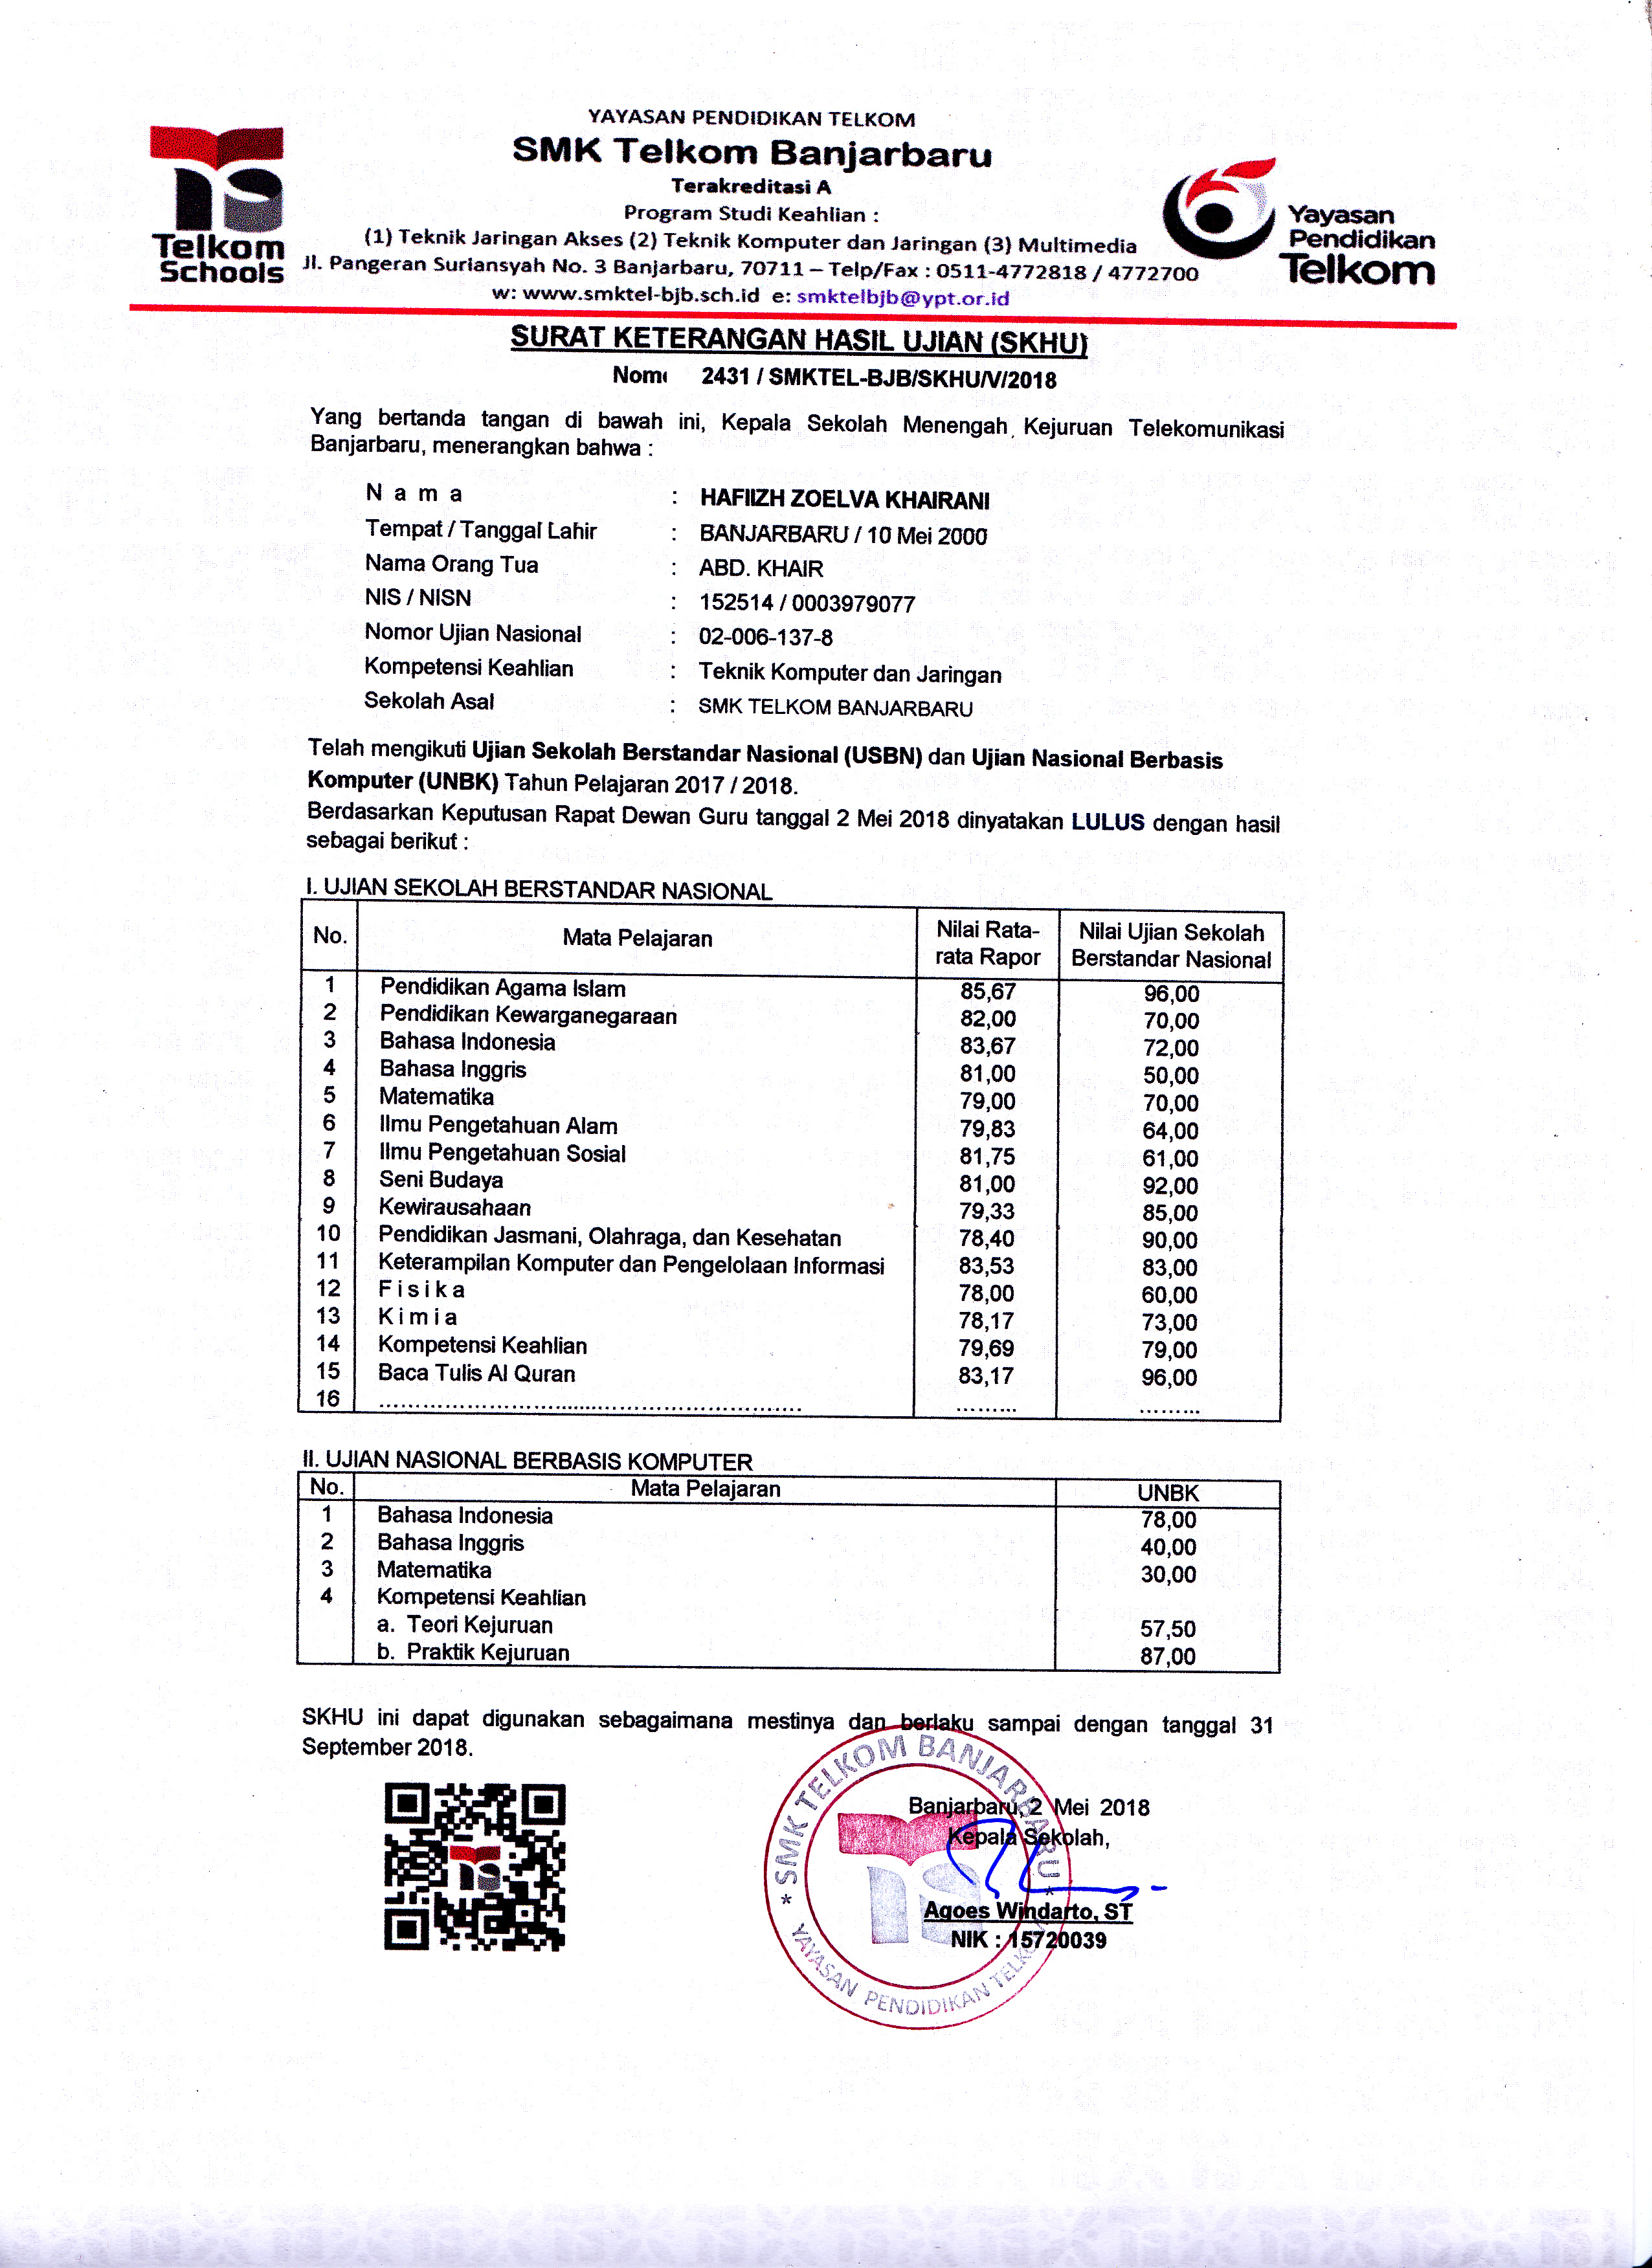 Telkom
Schools
YAYASAN PENDIDIKAN TELKOM
SMK Telkom Banjarbaru
Terakreditasi A
Program Studi Keahlian :
(1) Teknik Jaringan Akses (2) Teknik Komputer dan Jaringan (3) Multimedia
Jl. Pangeran Suriansyah No. 3 Banjarbaru, 70711 – Telp/Fax : 0511-4772818 / 4772700
w: www.smktel-bjb.sch.id e: smktelbjb@ypt.or.id
Yayasan
Pendidikan
Telkom
SURAT KETERANGAN HASIL UJIAN (SKHU)
Nomo 2431 / SMKTEL-BJB/SKHU/V/2018
Yang bertanda tangan di bawah ini, Kepala Sekolah Menengah Kejuruan Telekomunikasi
Banjarbaru, menerangkan bahwa :
N a m a : HAFIIZH ZOELVA KHAIRANI
Tempat / Tanggal Lahir : BANJARBARU / 10 Mei 2000
Nama Orang Tua : ABD. KHAIR
NIS / NISN : 152514 / 0003979077
Nomor Ujian Nasional : 02-006-137-8
Kompetensi Keahlian : Teknik Komputer dan Jaringan
Sekolah Asal : SMK TELKOM BANJARBARU
Telah mengikuti Ujian Sekolah Berstandar Nasional (USBN) dan Ujian Nasional Berbasis
Komputer (UNBK) Tahun Pelajaran 2017 / 2018.
Berdasarkan Keputusan Rapat Dewan Guru tanggal 2 Mei 2018 dinyatakan LULUS dengan hasil
sebagai berikut :
I. UJIAN SEKOLAH BERSTANDAR NASIONAL
No. Mata Pelajaran Nilai Rata-rata Rapor Nilai Ujian Sekolah Berstandar Nasional
1 Pendidikan Agama Islam 85,67 96,00
2 Pendidikan Kewarganegaraan 82,00 70,00
3 Bahasa Indonesia 83,67 72,00
4 Bahasa Inggris 81,00 50,00
5 Matematika 79,00 70,00
6 Ilmu Pengetahuan Alam 79,83 64,00
7 Ilmu Pengetahuan Sosial 81,75 61,00
8 Seni Budaya 81,00 92,00
9 Kewirausahaan 79,33 85,00
10 Pendidikan Jasmani, Olahraga, dan Kesehatan 78,40 90,00
11 Keterampilan Komputer dan Pengelolaan Informasi 83,53 83,00
12 F i s i k a 78,00 60,00
13 K i m i a 78,17 73,00
14 Kompetensi Keahlian 79,69 79,00
15 Baca Tulis Al Quran 83,17 96,00
16 ........................................................... ......... .........
II. UJIAN NASIONAL BERBASIS KOMPUTER
No. Mata Pelajaran UNBK
1 Bahasa Indonesia 78,00
2 Bahasa Inggris 40,00
3 Matematika 30,00
4 Kompetensi Keahlian
a. Teori Kejuruan 57,50
b. Praktik Kejuruan 87,00
SKHU ini dapat digunakan sebagaimana mestinya dan berlaku sampai dengan tanggal 31
September 2018.
Banjarbaru, 2 Mei 2018
Kepala Sekolah,
Agoes Windarto, ST
NIK : 15720039
* SMK TELKOM BANJARBARU *
YAYASAN PENDIDIKAN TELKOM